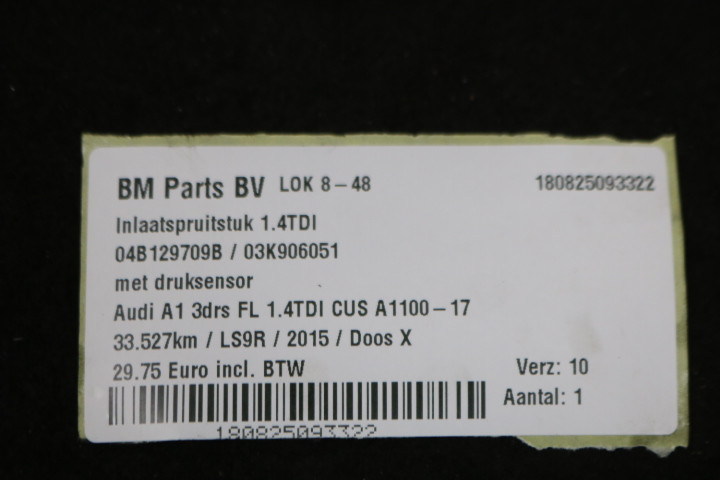 BM Parts BV LOK 8-48 180825093322
Inlaatspruitstuk 1.4TDI
04B129709B / 03K906051
met druksensor
Audi A1 3drs FL 1.4TDI CUS A1100-17
33.527km / LS9R / 2015 / Doos X
29.75 Euro incl. BTW Verz: 10
Aantal: 1
180825093322